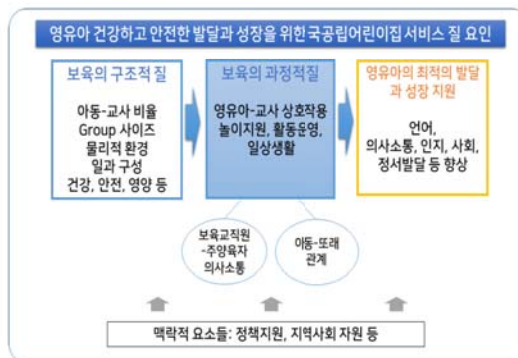 영유아 건강하고 안전한 발달과 성장을 위한 국공립어린이집 서비스 질 요인
보육의 구조적 질
아동-교사 비율
Group 사이즈
물리적 환경
일과 구성
건강, 안전, 영양 등
보육의 과정적질
영유아-교사 상호작용
놀이지원, 활동운영,
일상생활
영유아의 최적의 발달
과 성장 지원
언어,
의사소통, 인지, 사회,
정서발달 등 향상
보육교직원
-주양육자
의사소통
아동-또래
관계
맥락적 요소들: 정책지원, 지역사회 자원 등